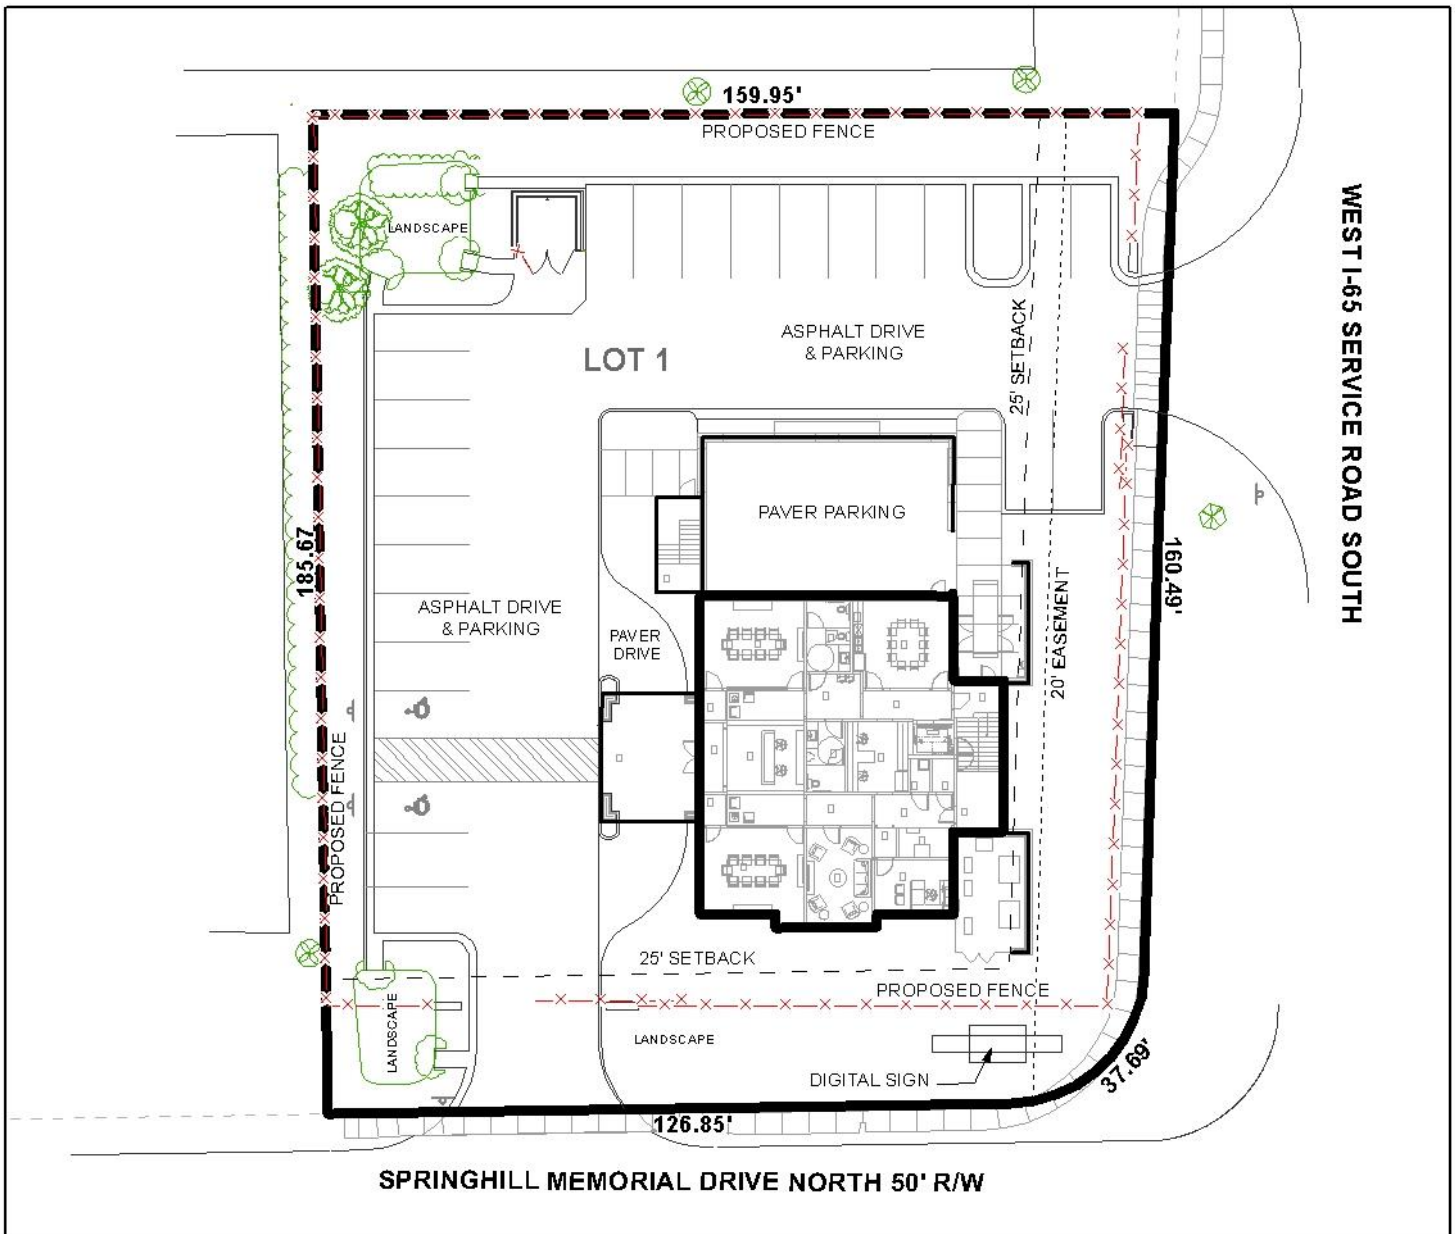 159.95'
PROPOSED FENCE
LANDSCAPE
WEST I-65 SERVICE ROAD SOUTH
25' SETBACK
ASPHALT DRIVE
& PARKING
LOT 1
PAVER PARKING
185.67
160.49'
20' EASEMENT
ASPHALT DRIVE
& PARKING
PAVER
DRIVE
PROPOSED FENCE
25' SETBACK
PROPOSED FENCE
LANDSCAPE
LANDSCAPE
DIGITAL SIGN
37.69'
126.85'
SPRINGHILL MEMORIAL DRIVE NORTH 50' R/W